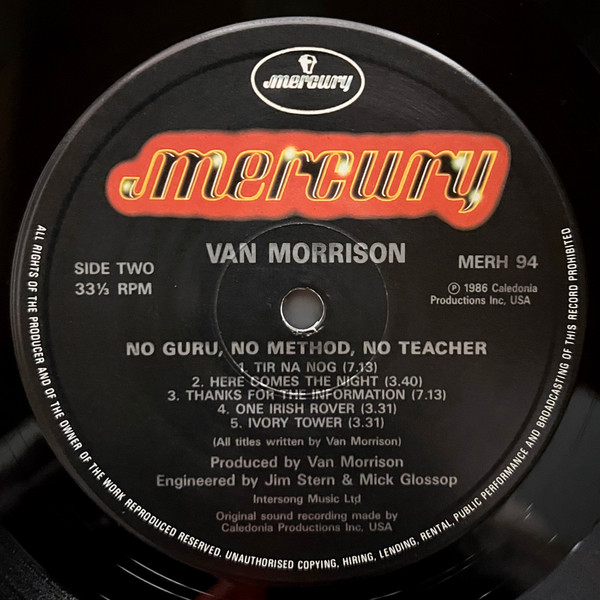 mercury
mercury
VAN MORRISON
SIDE TWO
33⅓ RPM
MERH 94
℗ 1986 Caledonia
Productions Inc, USA
NO GURU, NO METHOD, NO TEACHER
1. TIR NA NOG (7.13)
2. HERE COMES THE NIGHT (3.40)
3. THANKS FOR THE INFORMATION (7.13)
4. ONE IRISH ROVER (3.31)
5. IVORY TOWER (3.31)
(All titles written by Van Morrison)
Produced by Van Morrison
Engineered by Jim Stern & Mick Glossop
Intersong Music Ltd
Original sound recording made by
Caledonia Productions Inc, USA
ALL RIGHTS OF THE PRODUCER AND OF THE OWNER OF THE WORK REPRODUCED RESERVED. UNAUTHORISED COPYING, HIRING, LENDING, RENTAL, PUBLIC PERFORMANCE AND BROADCASTING OF THIS RECORD PROHIBITED